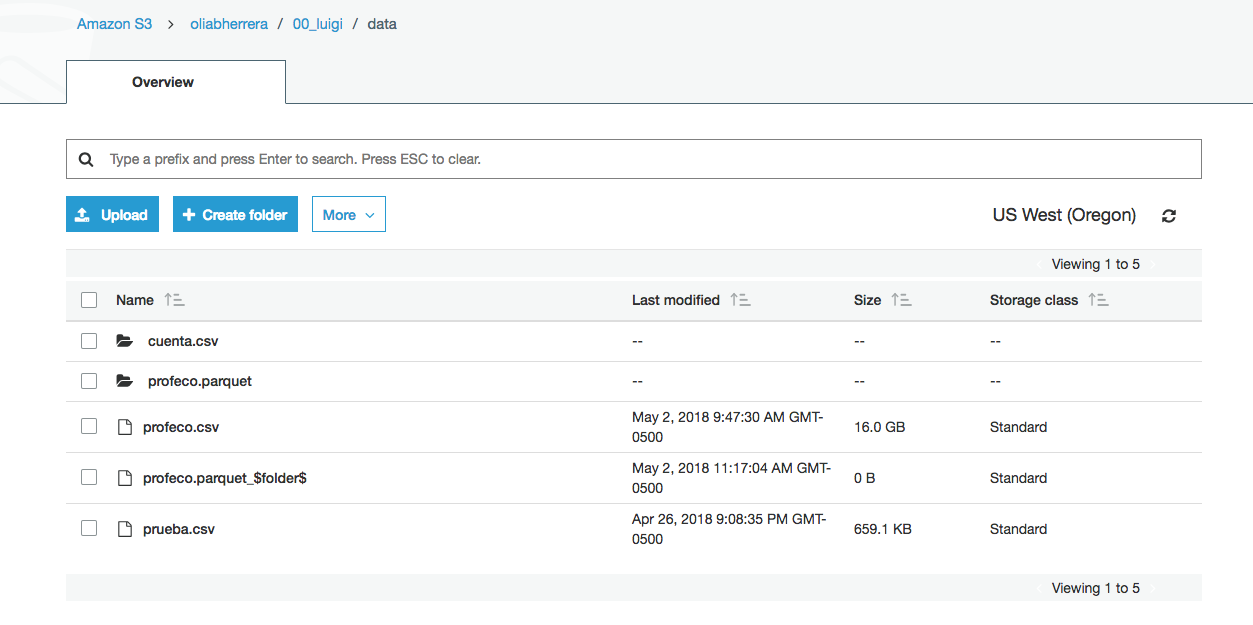 Amazon S3 > oliabherrera / 00_luigi / data
Overview
Type a prefix and press Enter to search. Press ESC to clear.
Upload + Create folder More US West (Oregon)
Viewing 1 to 5
Name Last modified Size Storage class
cuenta.csv -- -- --
profeco.parquet -- -- --
profeco.csv May 2, 2018 9:47:30 AM GMT- 16.0 GB Standard
0500
profeco.parquet_$folder$ May 2, 2018 11:17:04 AM GMT- 0 B Standard
0500
prueba.csv Apr 26, 2018 9:08:35 PM GMT- 659.1 KB Standard
0500
Viewing 1 to 5